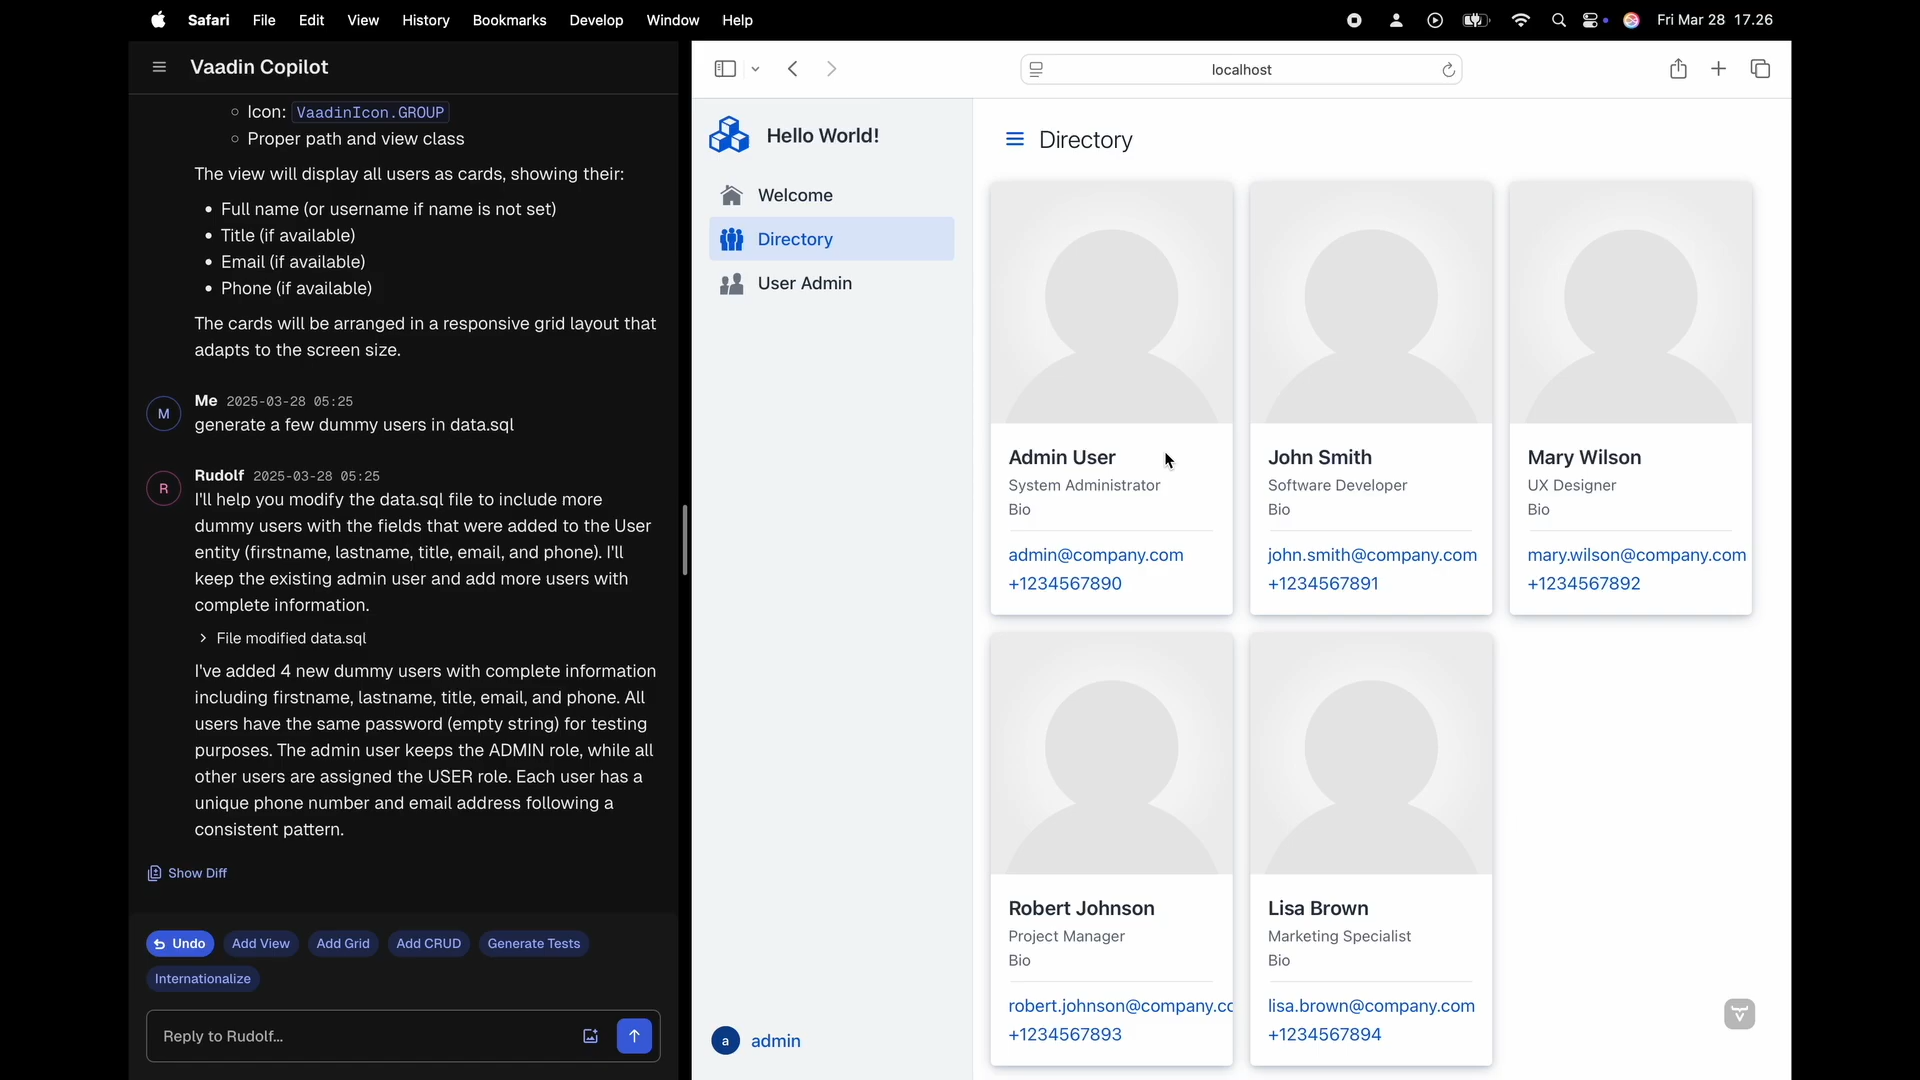 Safari File Edit View History Bookmarks Develop Window Help
Fri Mar 28 17.26
Vaadin Copilot
Icon: VaadinIcon.GROUP
Proper path and view class
The view will display all users as cards, showing their:
Full name (or username if name is not set)
Title (if available)
Email (if available)
Phone (if available)
The cards will be arranged in a responsive grid layout that
adapts to the screen size.
M
Me 2025-03-28 05:25
generate a few dummy users in data.sql
R
Rudolf 2025-03-28 05:25
I'll help you modify the data.sql file to include more
dummy users with the fields that were added to the User
entity (firstname, lastname, title, email, and phone). I'll
keep the existing admin user and add more users with
complete information.
File modified data.sql
I've added 4 new dummy users with complete information
including firstname, lastname, title, email, and phone. All
users have the same password (empty string) for testing
purposes. The admin user keeps the ADMIN role, while all
other users are assigned the USER role. Each user has a
unique phone number and email address following a
consistent pattern.
Show Diff
Undo Add View Add Grid Add CRUD Generate Tests
Internationalize
Reply to Rudolf...
localhost
Hello World!
Welcome
Directory
User Admin
a admin
Directory
Admin User
System Administrator
Bio
admin@company.com
+1234567890
John Smith
Software Developer
Bio
john.smith@company.com
+1234567891
Mary Wilson
UX Designer
Bio
mary.wilson@company.com
+1234567892
Robert Johnson
Project Manager
Bio
robert.johnson@company.co
+1234567893
Lisa Brown
Marketing Specialist
Bio
lisa.brown@company.com
+1234567894